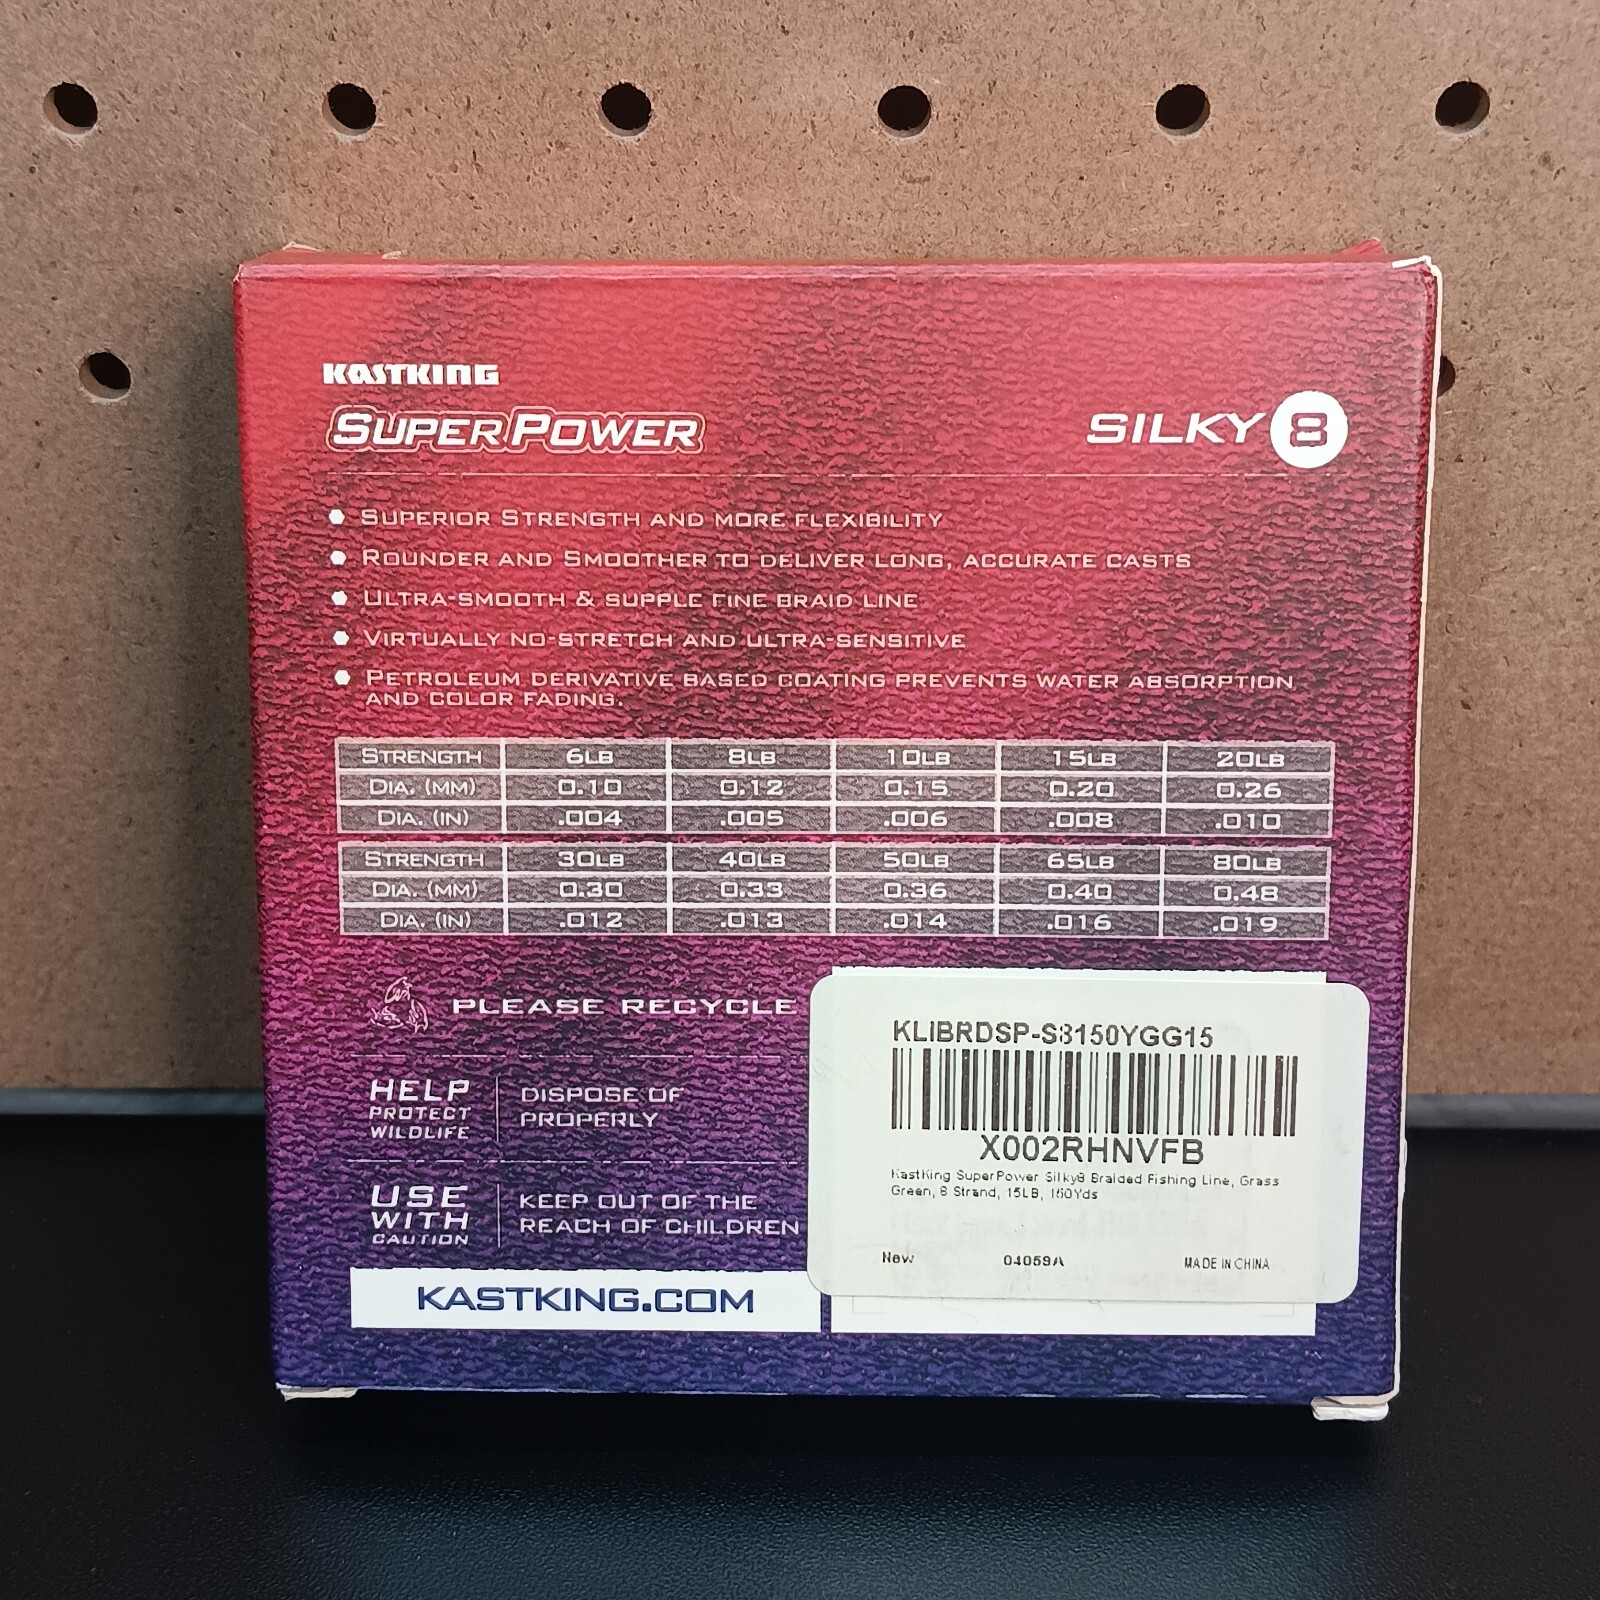 KASTKING
SUPERPOWER
SILKY 8
SUPERIOR STRENGTH AND MORE FLEXIBILITY
ROUNDER AND SMOOTHER TO DELIVER LONG, ACCURATE CASTS
ULTRA-SMOOTH & SUPPLE FINE BRAID LINE
VIRTUALLY NO-STRETCH AND ULTRA-SENSITIVE
PETROLEUM DERIVATIVE BASED COATING PREVENTS WATER ABSORPTION
AND COLOR FADING.
STRENGTH 6LB 8LB 10LB 15LB 20LB
DIA. (MM) 0.10 0.12 0.15 0.20 0.26
DIA. (IN) .004 .005 .006 .008 .010
STRENGTH 30LB 40LB 50LB 65LB 80LB
DIA. (MM) 0.30 0.33 0.36 0.40 0.48
DIA. (IN) .012 .013 .014 .016 .019
PLEASE RECYCLE
HELP
PROTECT
WILDLIFE
DISPOSE OF
PROPERLY
USE
WITH
CAUTION
KEEP OUT OF THE
REACH OF CHILDREN
KASTKING.COM
KLIBRDSP-S8150YGG15
X002RHNVFB
KastKing SuperPower Silky8 Braided Fishing Line, Grass
Green, 8 Strand, 15LB, 150Yds
New 04059A MADE IN CHINA